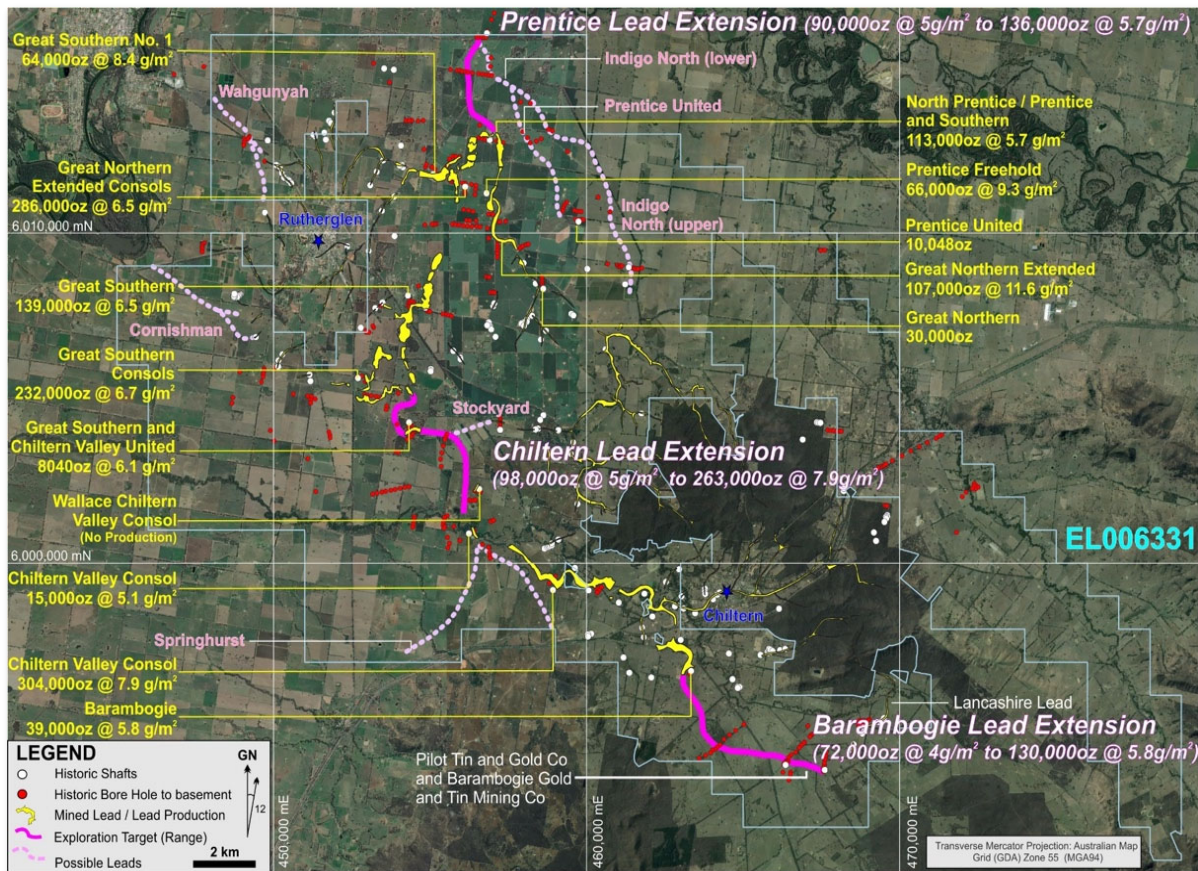 Prentice Lead Extension (90,000oz @ 5g/m² to 136,000oz @ 5.7g/m²)
Great Southern No. 1
64,000oz @ 8.4 g/m²
Indigo North (lower)
Wahgunyah
Prentice United
North Prentice / Prentice
and Southern
113,000oz @ 5.7 g/m²
Great Northern
Extended Consols
286,000oz @ 6.5 g/m²
Prentice Freehold
66,000oz @ 9.3 g/m²
Rutherglen
Indigo
North (upper)
Prentice United
10,048oz
6,010,000 mN
Great Northern Extended
107,000oz @ 11.6 g/m²
Great Southern
139,000oz @ 6.5 g/m²
Great Northern
30,000oz
Cornishman
Great Southern
Consols
232,000oz @ 6.7 g/m²
Stockyard
Great Southern and
Chiltern Valley United
8040oz @ 6.1 g/m²
Chiltern Lead Extension
(98,000oz @ 5g/m² to 263,000oz @ 7.9g/m²)
Wallace Chiltern
Valley Consol
(No Production)
EL006331
6,000,000 mN
Chiltern Valley Consol
15,000oz @ 5.1 g/m²
Chiltern
Springhurst
Chiltern Valley Consol
304,000oz @ 7.9 g/m²
Barambogie
39,000oz @ 5.8 g/m²
Lancashire Lead
Barambogie Lead Extension
(72,000oz @ 4g/m² to 130,000oz @ 5.8g/m²)
Pilot Tin and Gold Co
and Barambogie Gold
and Tin Mining Co
LEGEND
GN
12
Historic Shafts
Historic Bore Hole to basement
Mined Lead / Lead Production
Exploration Target (Range)
Possible Leads
2 km
450,000 mE
460,000 mE
470,000 mE
Transverse Mercator Projection: Australian Map
Grid (GDA) Zone 55 (MGA94)